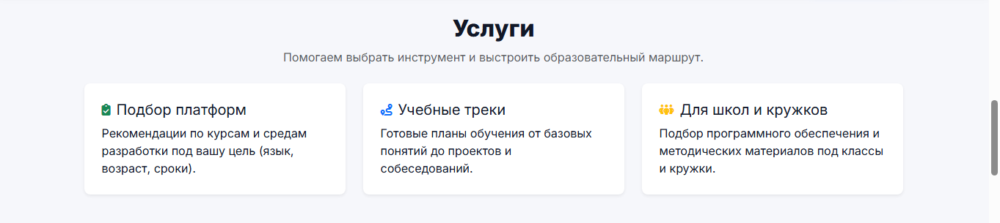 Услуги
Помогаем выбрать инструмент и выстроить образовательный маршрут.
Подбор платформ
Рекомендации по курсам и средам
разработки под вашу цель (язык,
возраст, сроки).
Учебные треки
Готовые планы обучения от базовых
понятий до проектов и
собеседований.
Для школ и кружков
Подбор программного обеспечения и
методических материалов под классы
и кружки.